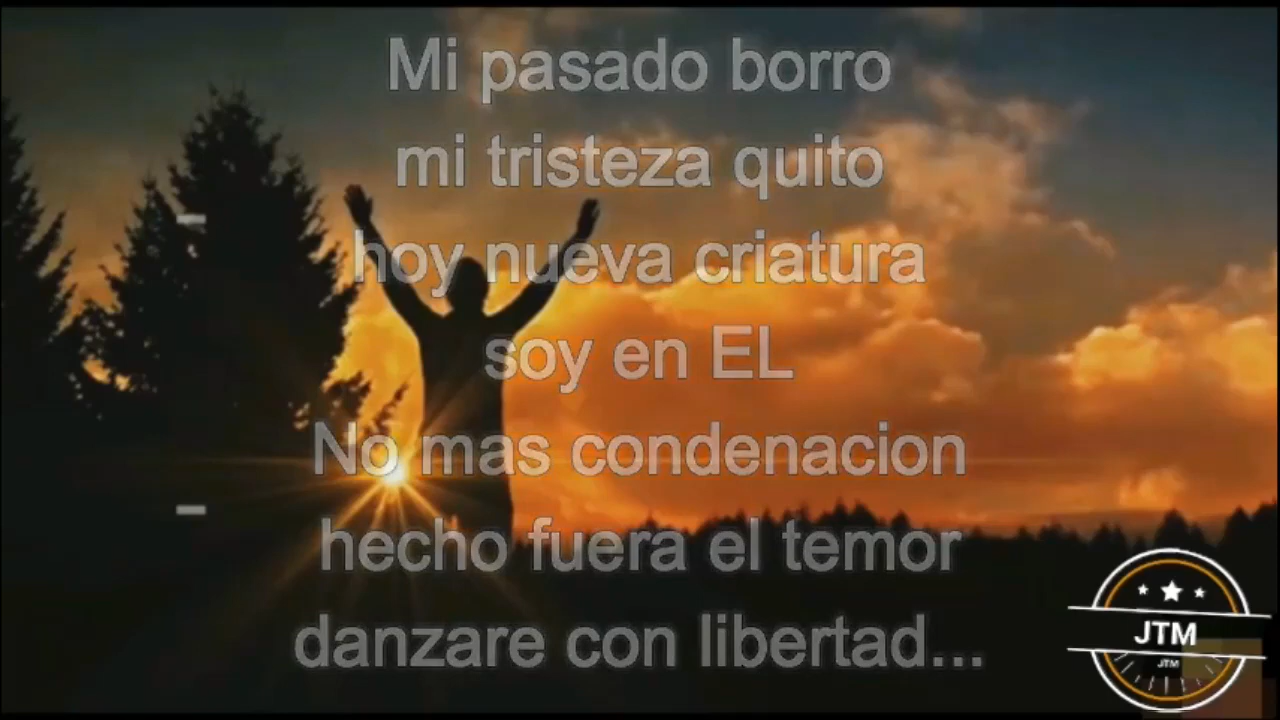 Mi pasado borro
mi tristeza quito
hoy nueva criatura
soy en EL
No mas condenacion
hecho fuera el temor
danzare con libertad...
JTM
JTM